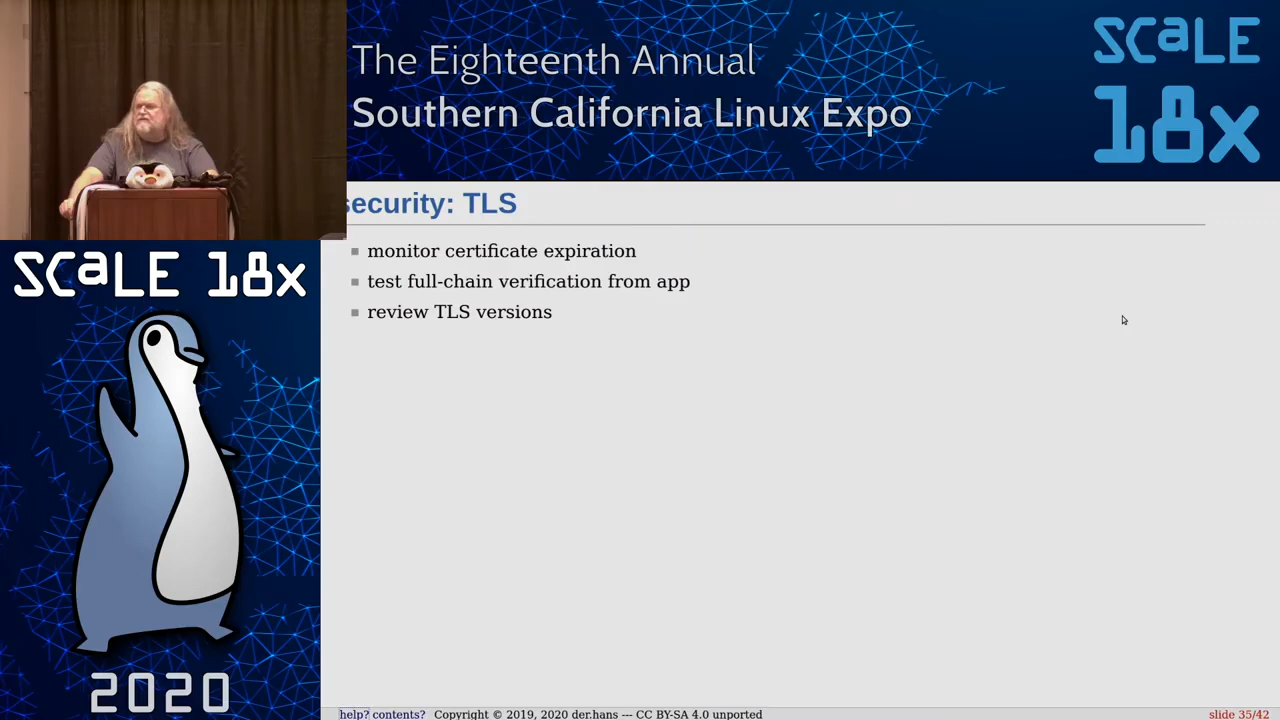 The Eighteenth Annual
Southern California Linux Expo
SCaLE
18x
security: TLS
monitor certificate expiration
test full-chain verification from app
review TLS versions
SCaLE 18x
2020
help? contents? Copyright © 2019, 2020 der.hans --- CC BY-SA 4.0 unported
slide 35/42